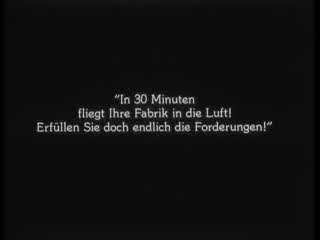 "In 30 Minuten
fliegt Ihre Fabrik in die Luft!
Erfüllen Sie doch endlich die Forderungen!"